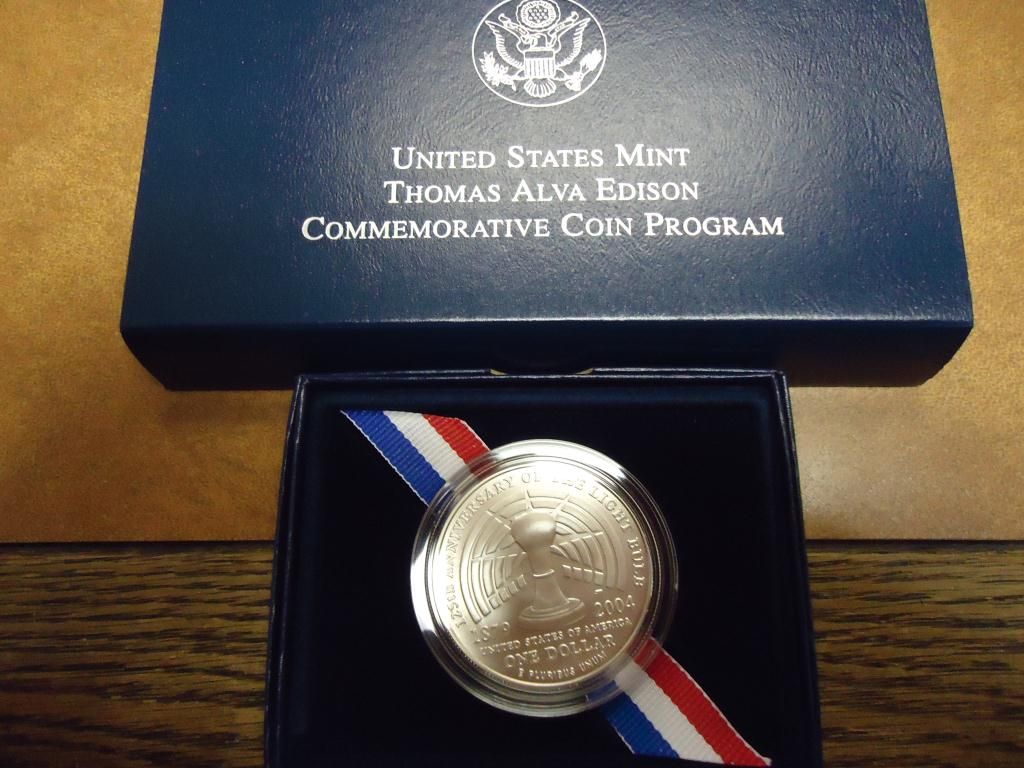 UNITED STATES MINT
THOMAS ALVA EDISON
COMMEMORATIVE COIN PROGRAM
125TH ANNIVERSARY OF THE LIGHT BULB
1879 2004
UNITED STATES OF AMERICA
ONE DOLLAR
E PLURIBUS UNUM